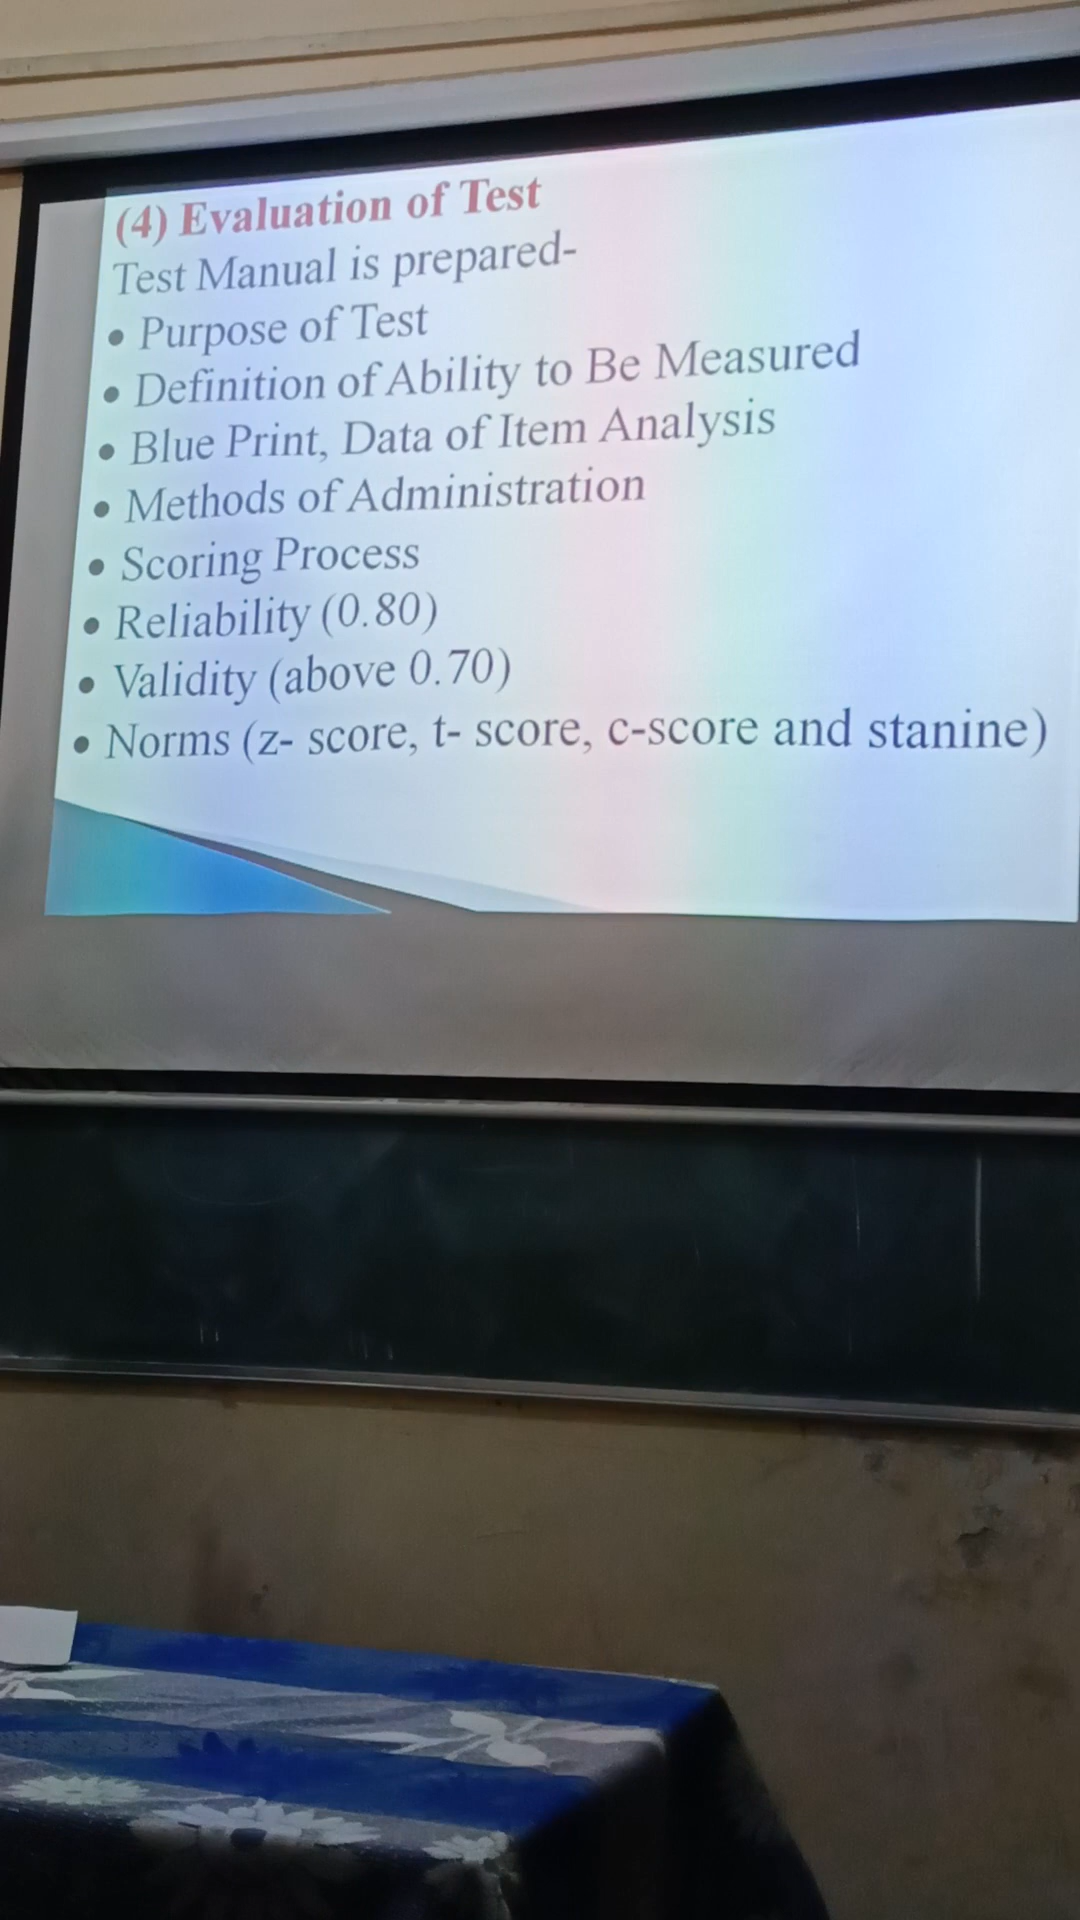 (4) Evaluation of Test
Test Manual is prepared-
• Purpose of Test
• Definition of Ability to Be Measured
• Blue Print, Data of Item Analysis
• Methods of Administration
• Scoring Process
• Reliability (0.80)
• Validity (above 0.70)
• Norms (z- score, t- score, c-score and stanine)